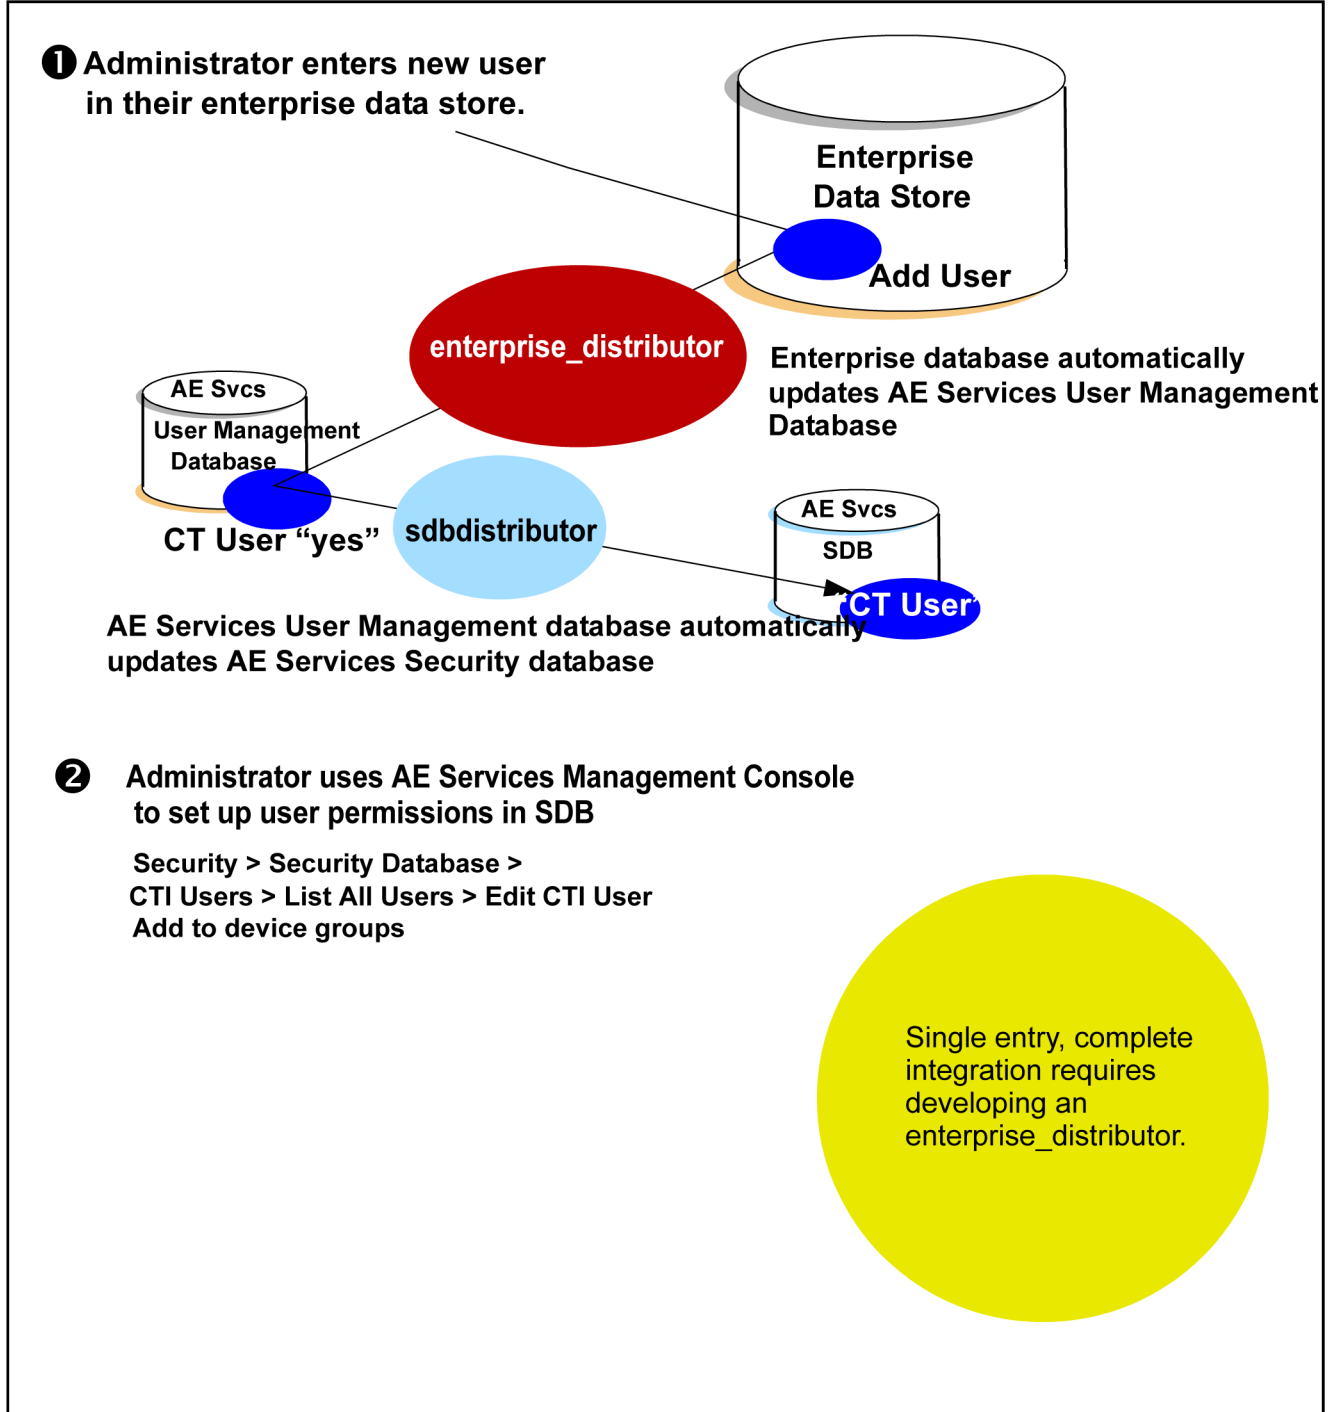 ❶ Administrator enters new user
in their enterprise data store.
Enterprise
Data Store
Add User
enterprise_distributor
Enterprise database automatically
updates AE Services User Management
Database
AE Svcs
User Management
Database
CT User “yes”
sdbdistributor
AE Svcs
SDB
“CT User”
AE Services User Management database automatically
updates AE Services Security database
❷ Administrator uses AE Services Management Console
to set up user permissions in SDB
Security > Security Database >
CTI Users > List All Users > Edit CTI User
Add to device groups
Single entry, complete
integration requires
developing an
enterprise_distributor.